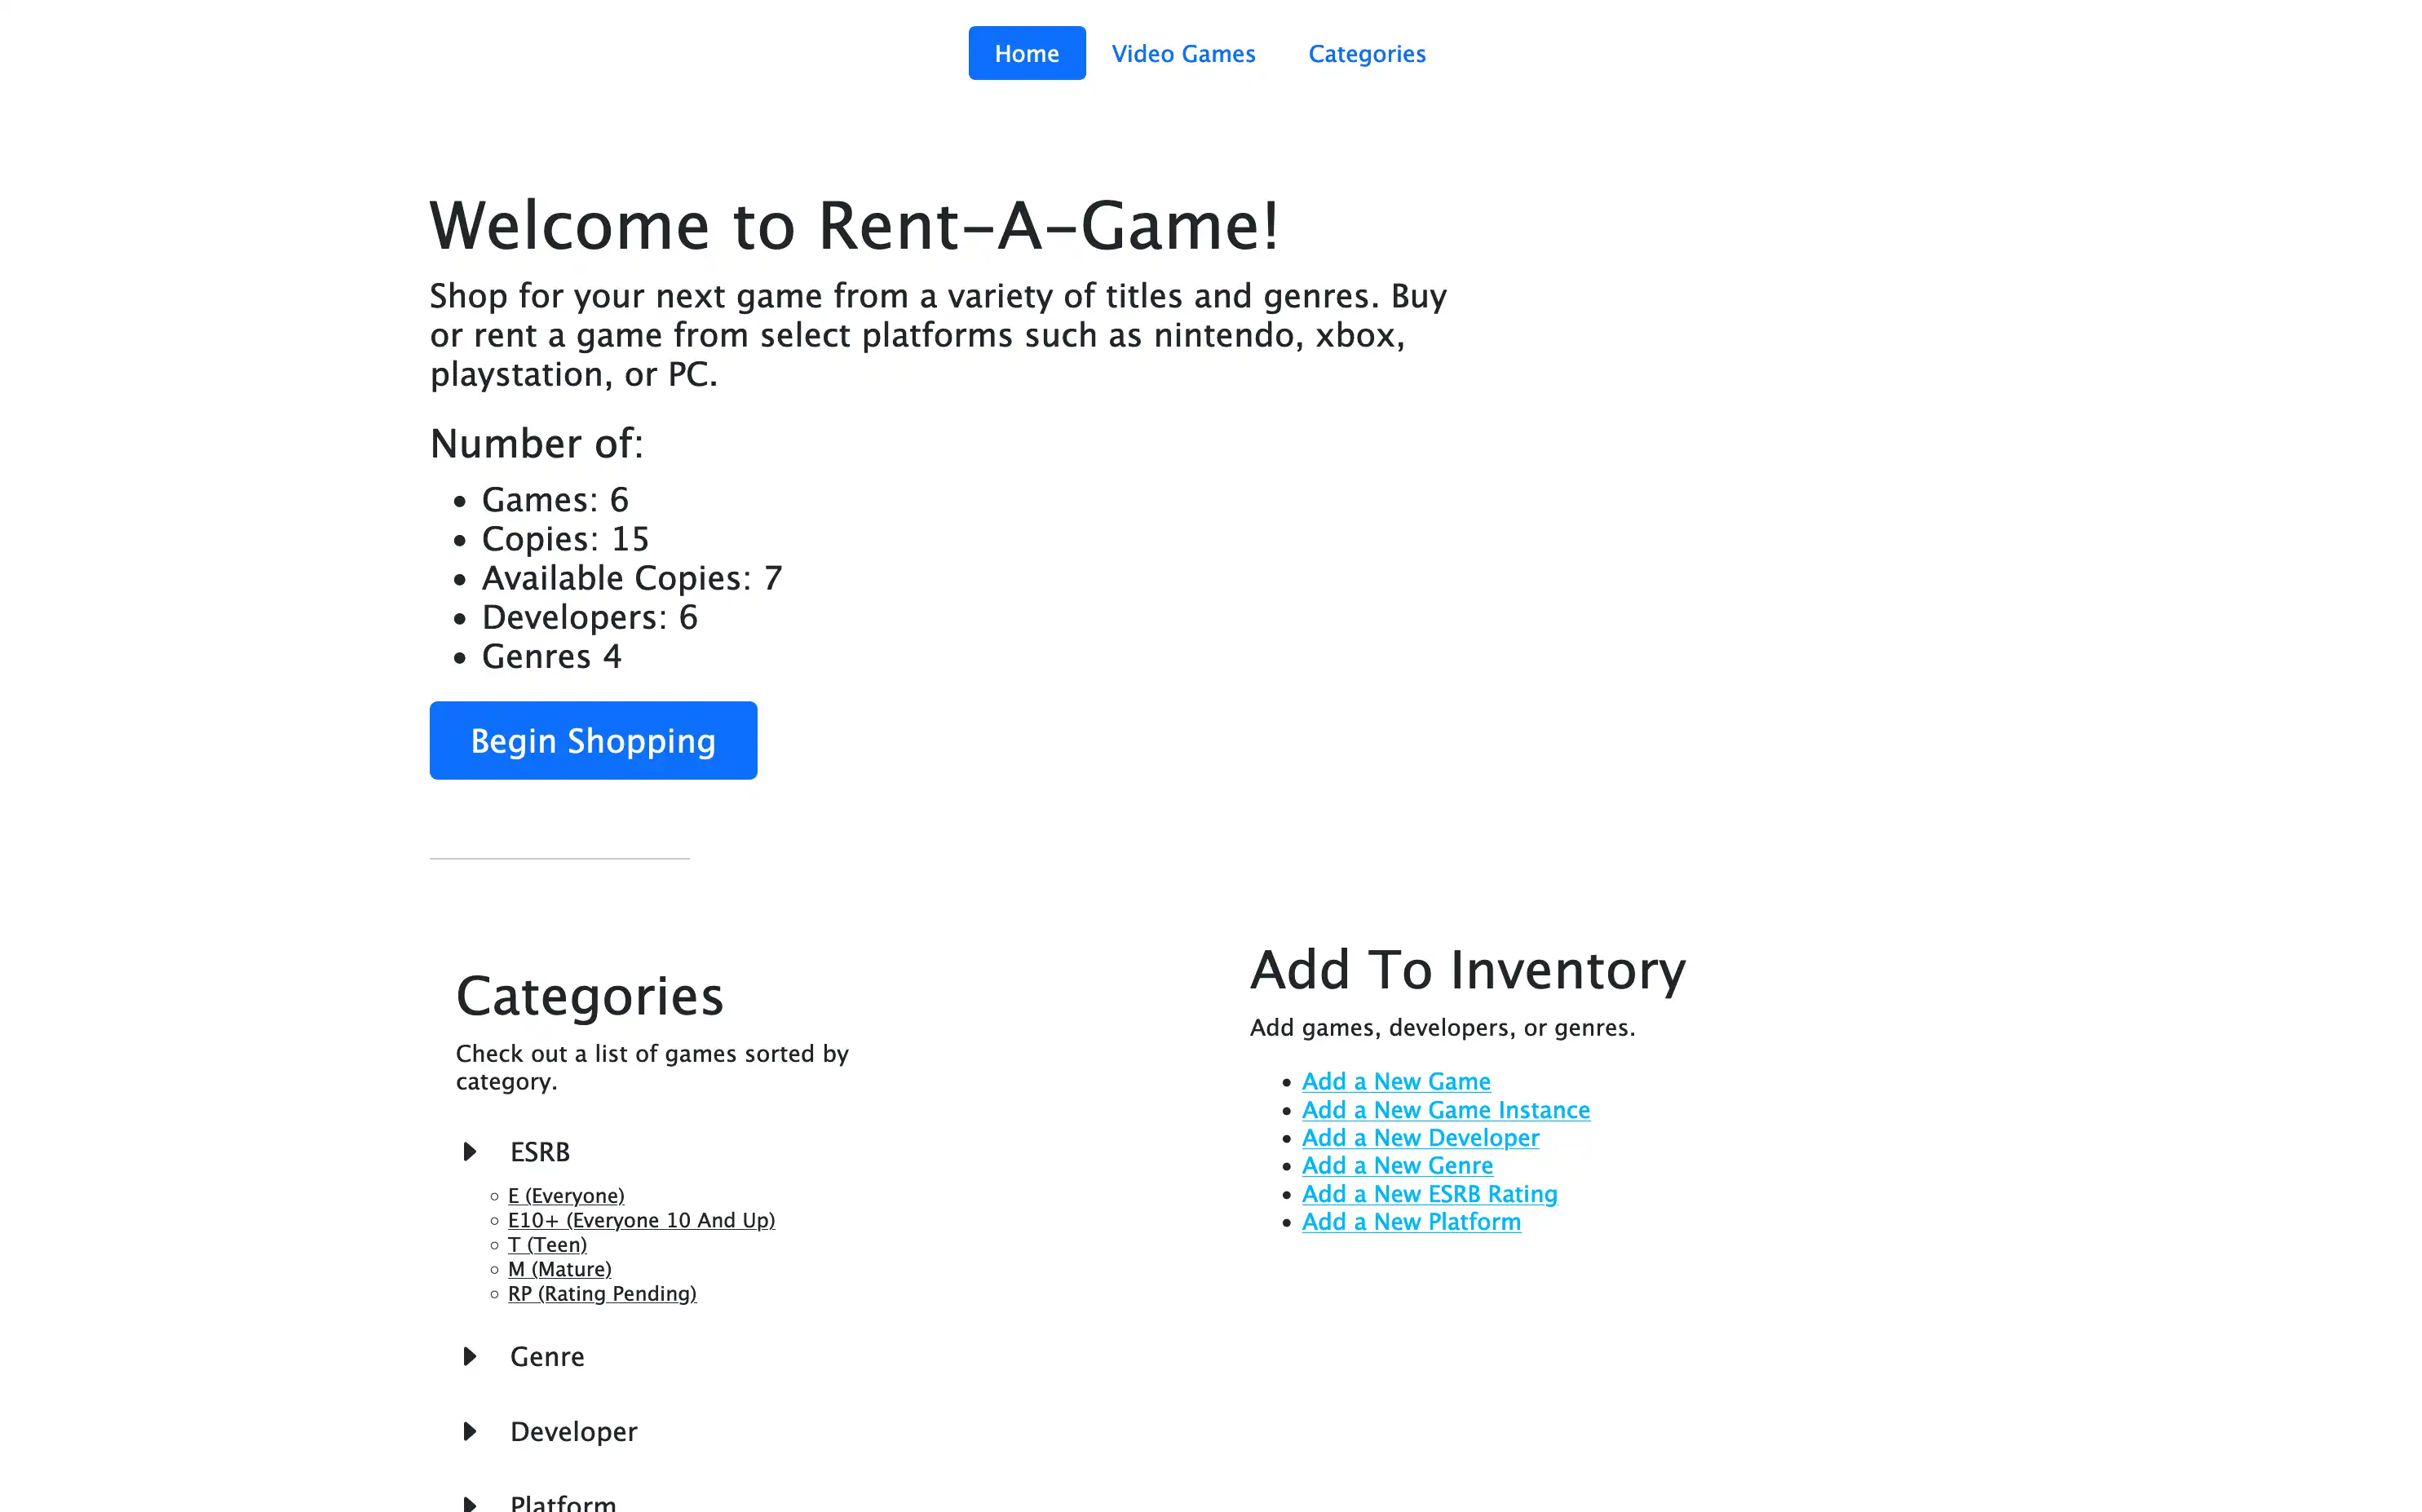 Home Video Games Categories
Welcome to Rent-A-Game!
Shop for your next game from a variety of titles and genres. Buy
or rent a game from select platforms such as nintendo, xbox,
playstation, or PC.
Number of:
Games: 6
Copies: 15
Available Copies: 7
Developers: 6
Genres 4
Begin Shopping
Categories
Check out a list of games sorted by
category.
ESRB
E (Everyone)
E10+ (Everyone 10 And Up)
T (Teen)
M (Mature)
RP (Rating Pending)
Genre
Developer
Platform
Add To Inventory
Add games, developers, or genres.
Add a New Game
Add a New Game Instance
Add a New Developer
Add a New Genre
Add a New ESRB Rating
Add a New Platform